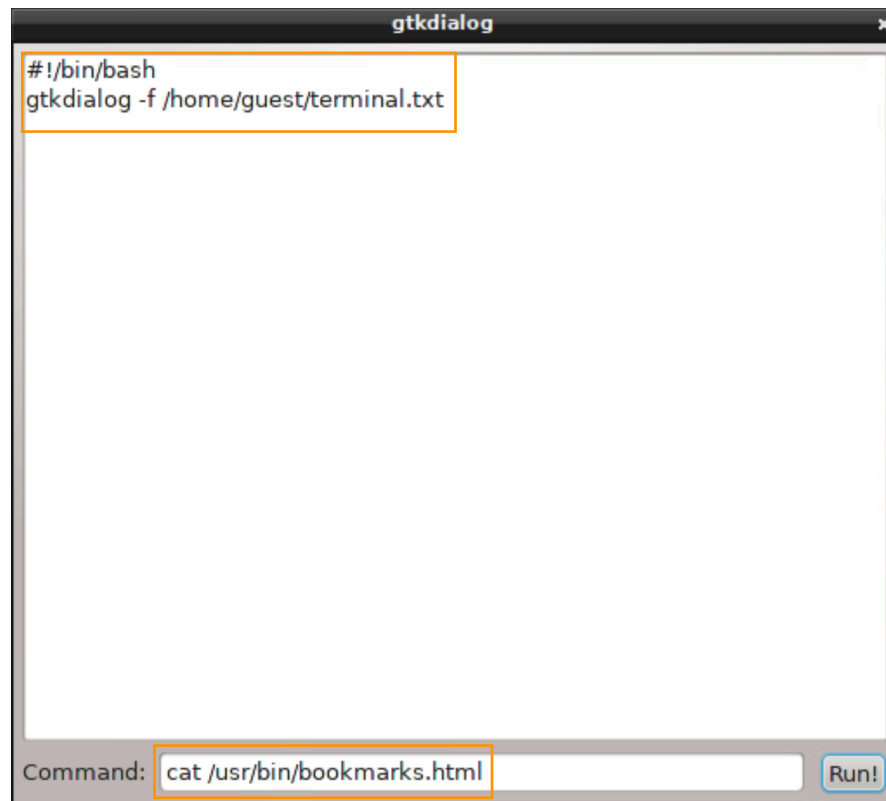 gtkdialog
#!/bin/bash
gtkdialog -f /home/guest/terminal.txt
Command: cat /usr/bin/bookmarks.html Run!